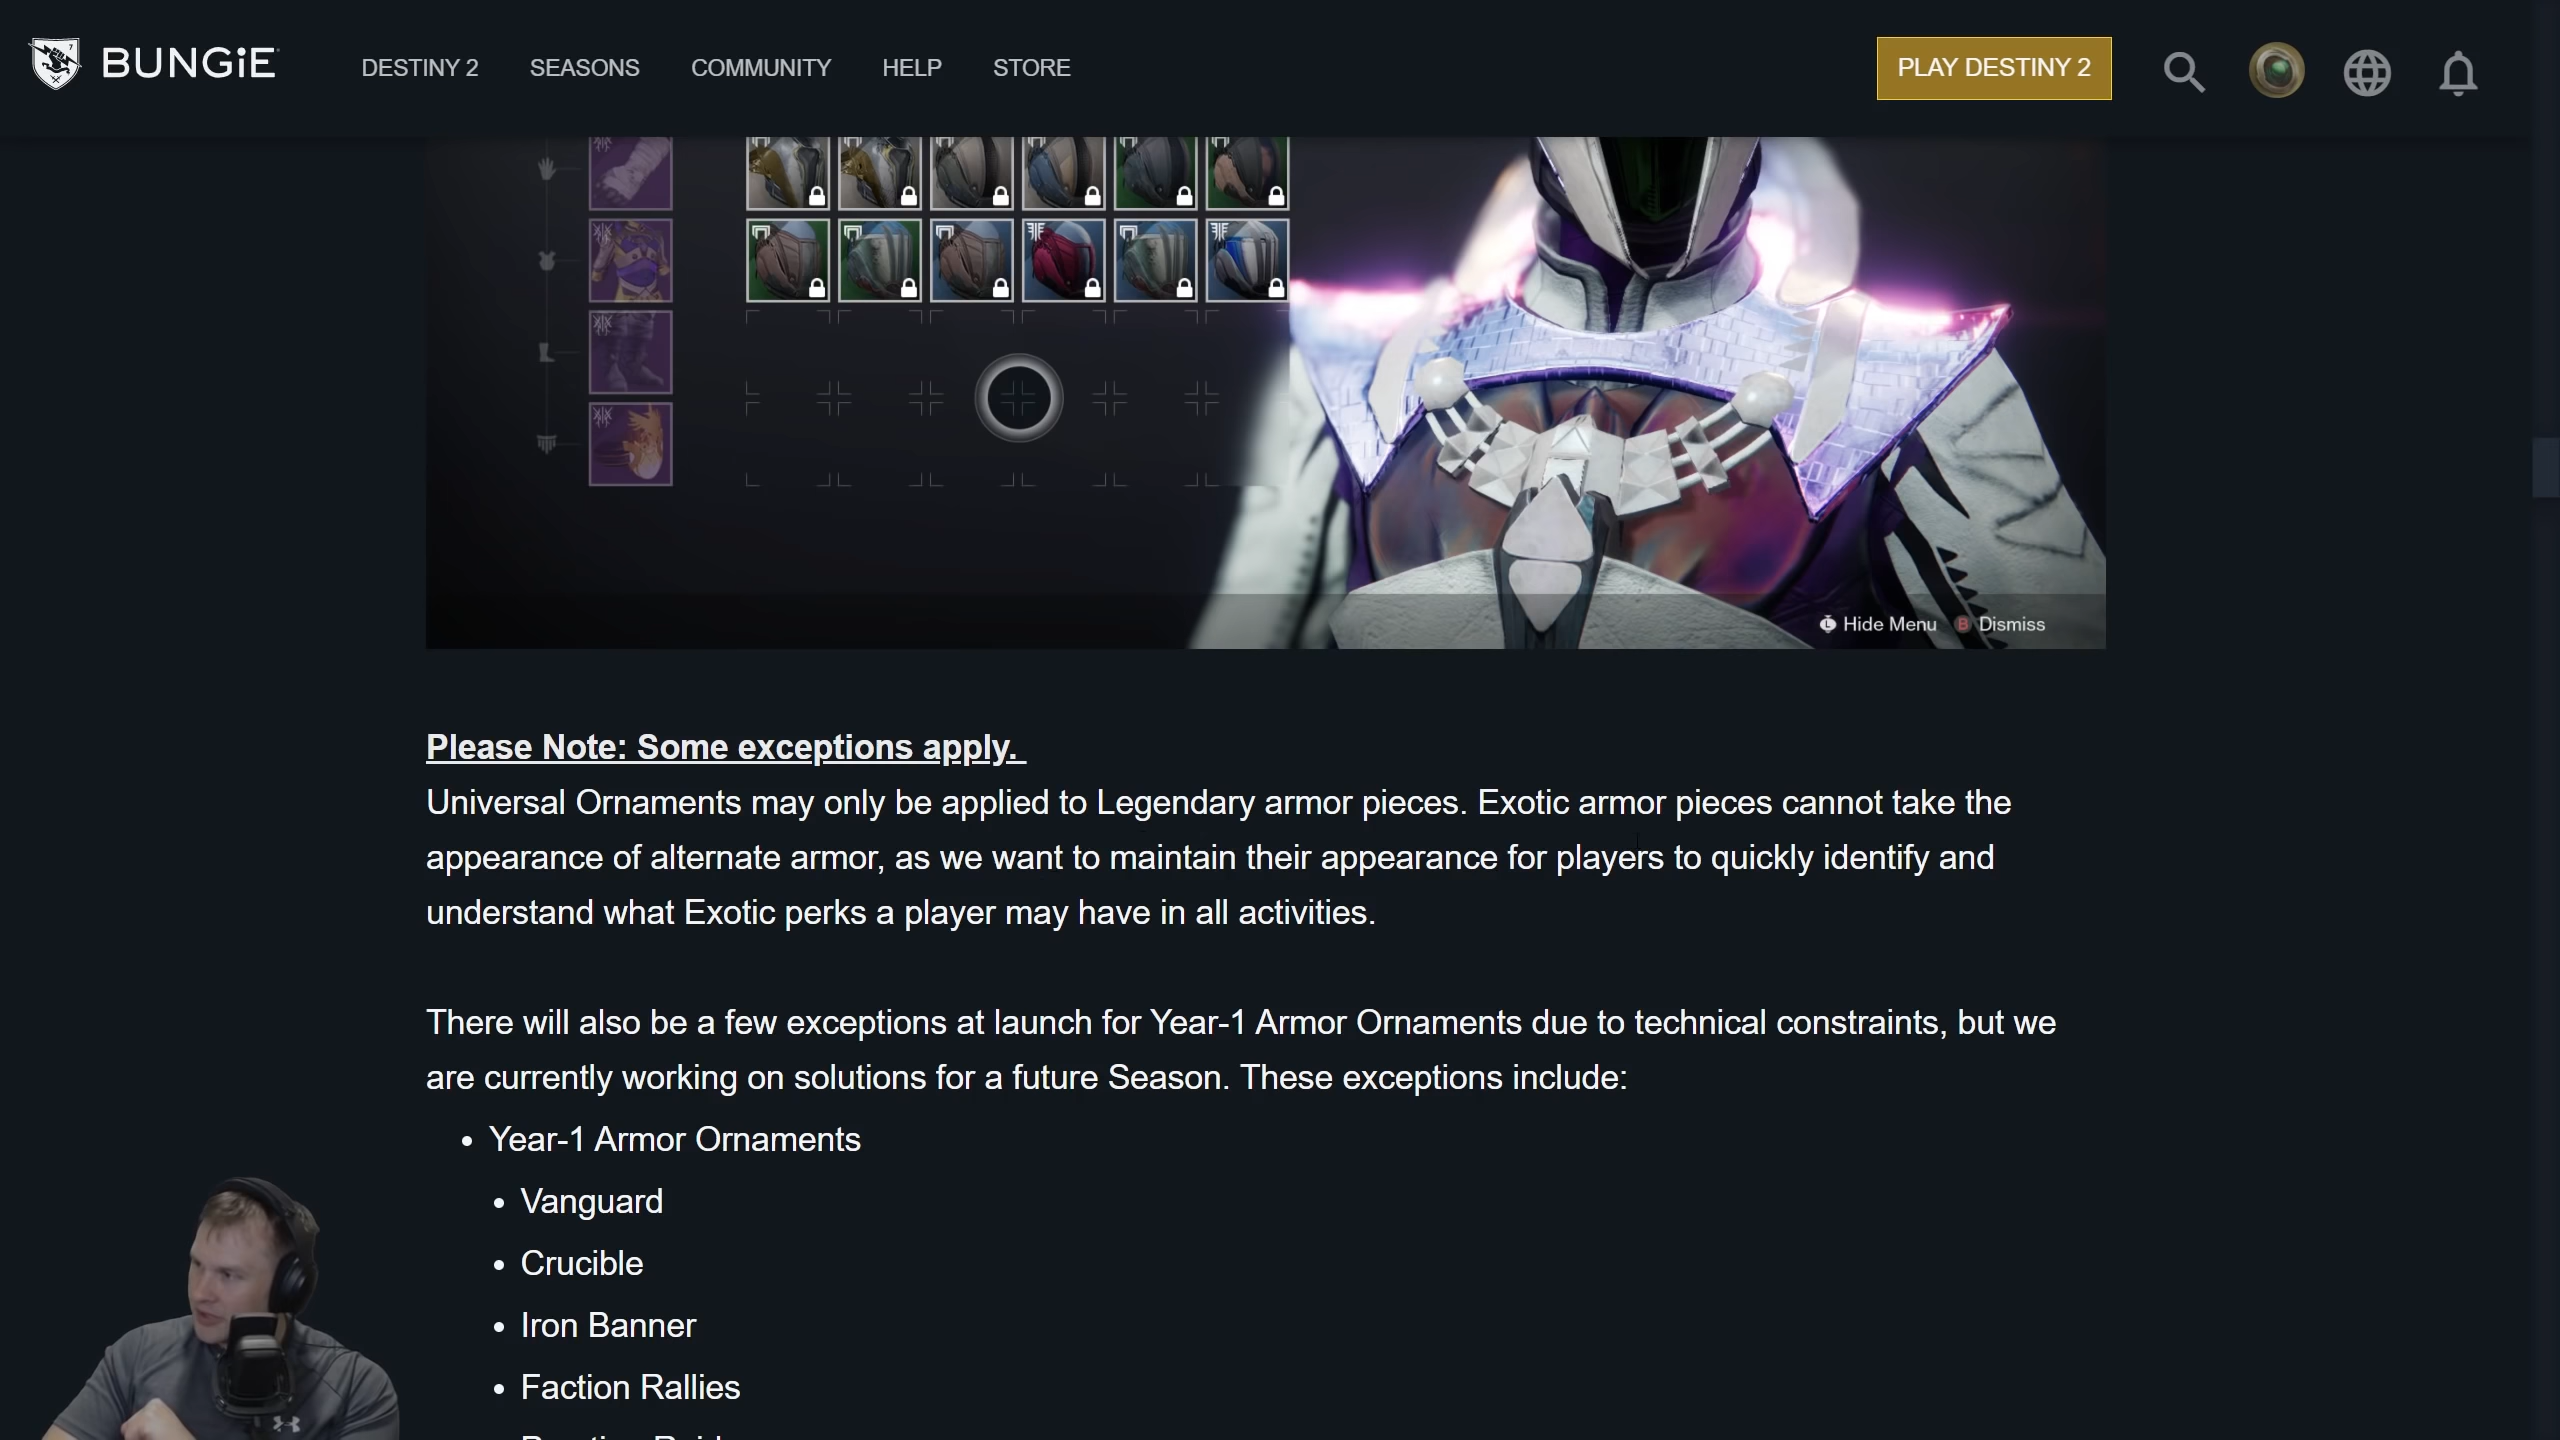 BUNGiE
DESTINY 2 SEASONS COMMUNITY HELP STORE
PLAY DESTINY 2
Hide Menu B Dismiss
Please Note: Some exceptions apply.
Universal Ornaments may only be applied to Legendary armor pieces. Exotic armor pieces cannot take the
appearance of alternate armor, as we want to maintain their appearance for players to quickly identify and
understand what Exotic perks a player may have in all activities.
There will also be a few exceptions at launch for Year-1 Armor Ornaments due to technical constraints, but we
are currently working on solutions for a future Season. These exceptions include:
• Year-1 Armor Ornaments
• Vanguard
• Crucible
• Iron Banner
• Faction Rallies